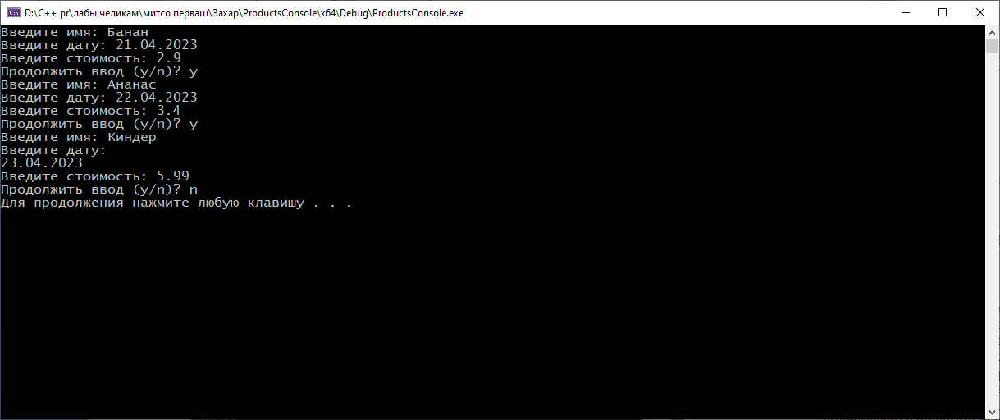 D:\C++ pr\лабы челикам\митсо перваш\Захар\ProductsConsole\x64\Debug\ProductsConsole.exe
Введите имя: Банан
Введите дату: 21.04.2023
Введите стоимость: 2.9
Продолжить ввод (y/n)? y
Введите имя: Ананас
Введите дату: 22.04.2023
Введите стоимость: 3.4
Продолжить ввод (y/n)? y
Введите имя: Киндер
Введите дату:
23.04.2023
Введите стоимость: 5.99
Продолжить ввод (y/n)? n
Для продолжения нажмите любую клавишу . . .